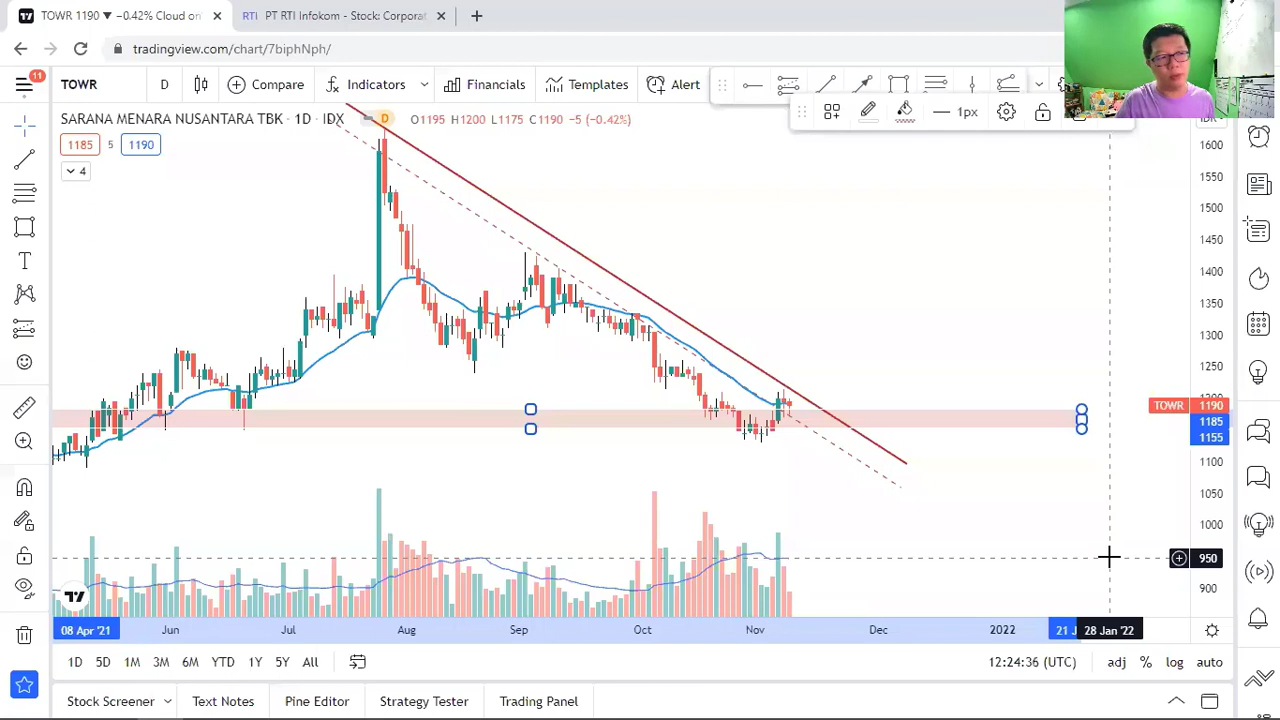 TOWR 1190 ▼ −0.42% Cloud on
RTI PT RTI Infokom - Stock: Corporat
tradingview.com/chart/7biphNph/
11
TOWR D Compare Indicators Financials Templates Alert
1px
SARANA MENARA NUSANTARA TBK · 1D · IDX D O1195 H1200 L1175 C1190 −5 (−0.42%)
1185 5 1190
4
1600
1550
1500
1450
1400
1350
1300
1250
1200
TOWR 1190
1185
1155
1100
1050
1000
950
900
08 Apr '21 Jun Jul Aug Sep Oct Nov Dec 2022 21 J 28 Jan '22
1D 5D 1M 3M 6M YTD 1Y 5Y All 12:24:36 (UTC) adj % log auto
Stock Screener Text Notes Pine Editor Strategy Tester Trading Panel